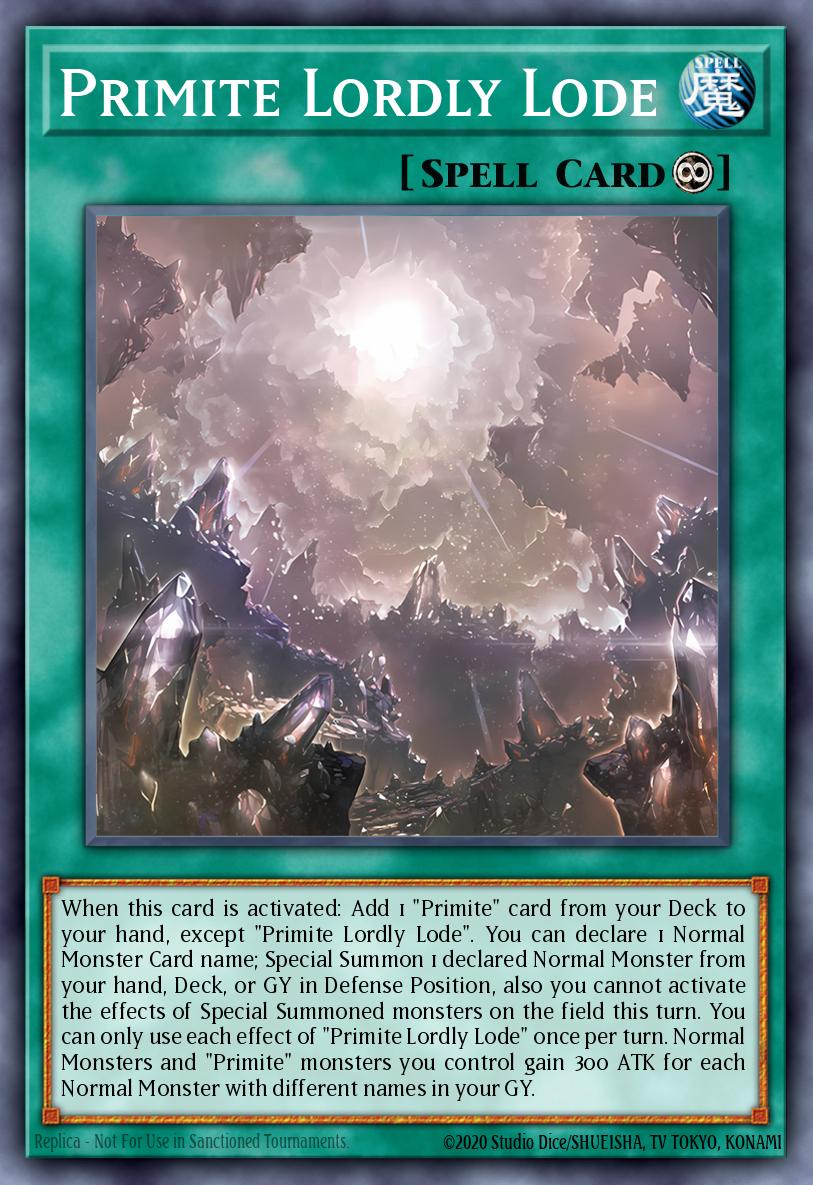 PRIMITE LORDLY LODE
SPELL
魔
[SPELL CARD]
When this card is activated: Add 1 "Primite" card from your Deck to
your hand, except "Primite Lordly Lode". You can declare 1 Normal
Monster Card name; Special Summon 1 declared Normal Monster from
your hand, Deck, or GY in Defense Position, also you cannot activate
the effects of Special Summoned monsters on the field this turn. You
can only use each effect of "Primite Lordly Lode" once per turn. Normal
Monsters and "Primite" monsters you control gain 300 ATK for each
Normal Monster with different names in your GY.
Replica - Not For Use in Sanctioned Tournaments.
©2020 Studio Dice/SHUEISHA, TV TOKYO, KONAMI